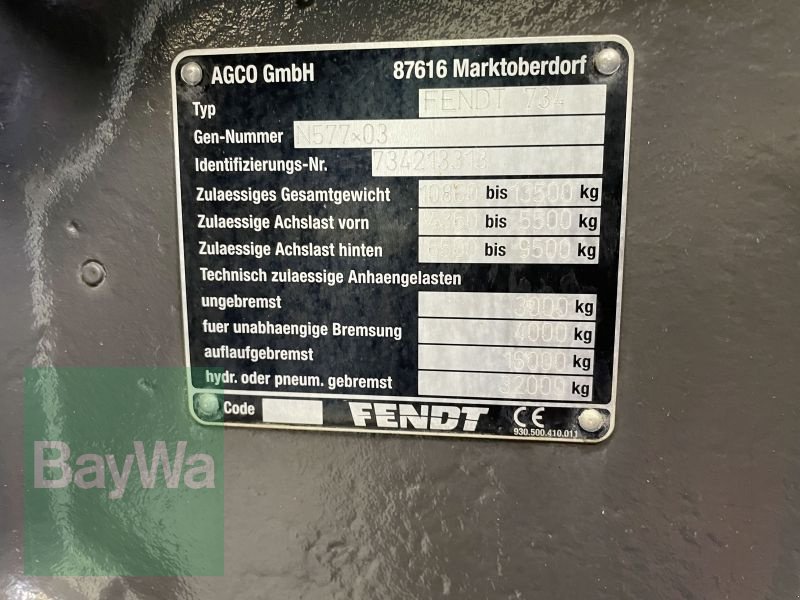 AGCO GmbH 87616 Marktoberdorf
Typ FENDT 734
Gen-Nummer N577×03
Identifizierungs-Nr. 734213313
Zulaessiges Gesamtgewicht bis 13500 kg
Zulaessige Achslast vorn bis 5500 kg
Zulaessige Achslast hinten bis 9500 kg
Technisch zulaessige Anhaengelasten
ungebremst 3000 kg
fuer unabhaengige Bremsung 4000 kg
auflaufgebremst kg
hydr. oder pneum. gebremst 32000 kg
Code FENDT CE
930.500.410.011
BayWa